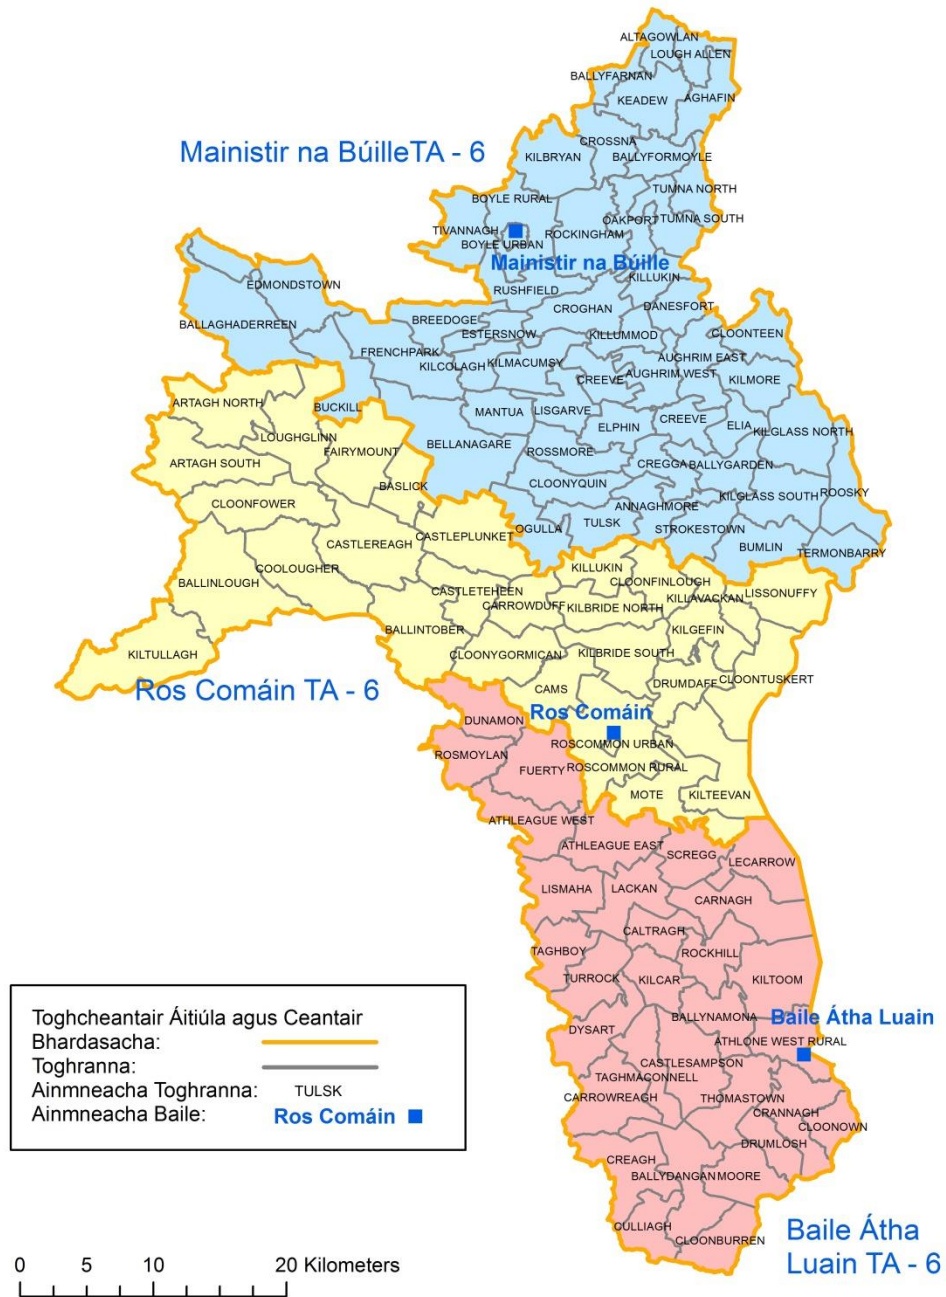 ALTAGOWLAN
LOUGH ALLEN
BALLYFARNAN
KEADEW
AGHAFIN
CROSSNA
Mainistir na BúilleTA - 6
KILBRYAN
BALLYFORMOYLE
TUMNA NORTH
BOYLE RURAL
OAKPORT
TUMNA SOUTH
TIVANNAGH
ROCKINGHAM
BOYLE URBAN
Mainistir na Búille
KILLUKIN
EDMONDSTOWN
RUSHFIELD
DANESFORT
CROGHAN
BREEDOGE
BALLAGHADERREEN
ESTERSNOW
KILLUMMOD
CLOONTEEN
FRENCHPARK
AUGHRIM EAST
KILCOLAGH
KILMACUMSY
AUGHRIM WEST
CREEVE
KILMORE
ARTAGH NORTH
BUCKILL
MANTUA
LISGARVE
CREEVE
ELPHIN
ELIA
KILGLASS NORTH
LOUGHGLINN
BELLANAGARE
FAIRYMOUNT
ROSSMORE
ARTAGH SOUTH
CREGGA
BALLYGARDEN
BASLICK
CLOONYQUIN
ROOSKY
KILGLASS SOUTH
CLOONFOWER
ANNAGHMORE
OGULLA
TULSK
STROKESTOWN
CASTLEREAGH
CASTLEPLUNKET
BUMLIN
TERMONBARRY
COOLOUGHER
KILLUKIN
BALLINLOUGH
CLOONFINLOUGH
CASTLETEHEEN
LISSONUFFY
KILLAVACKAN
CARROWDUFF
KILBRIDE NORTH
BALLINTOBER
KILGEFIN
KILTULLAGH
CLOONYGORMICAN
KILBRIDE SOUTH
CLOONTUSKERT
DRUMDAFF
Ros Comáin TA - 6
CAMS
Ros Comáin
DUNAMON
ROSCOMMON URBAN
ROSMOYLAN
FUERTY
ROSCOMMON RURAL
MOTE
KILTEEVAN
ATHLEAGUE WEST
ATHLEAGUE EAST
SCREGG
LECARROW
LISMAHA
LACKAN
CARNAGH
CALTRAGH
TAGHBOY
ROCKHILL
TURROCK
KILCAR
KILTOOM
BALLYNAMONA
Baile Átha Luain
DYSART
ATHLONE WEST RURAL
CASTLESAMPSON
TAGHMACONNELL
CARROWREAGH
THOMASTOWN
CRANNAGH
CLOONOWN
DRUMLOSH
CREAGH
BALLYDANGAN
MOORE
CULLIAGH
CLOONBURREN
Baile Átha
Luain TA - 6
Toghcheantair Áitiúla agus Ceantair
Bhardasacha:
Toghranna:
Ainmneacha Toghranna: TULSK
Ainmneacha Baile: Ros Comáin
0 5 10 20 Kilometers